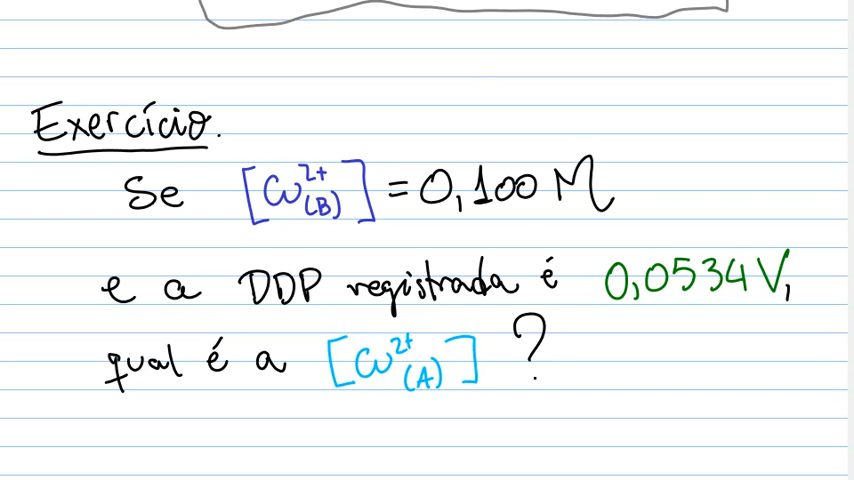 Exercício.
Se [Cu²⁺(B)] = 0,100 M
e a DDP registrada é 0,0534 V,
qual é a [Cu²⁺(A)] ?